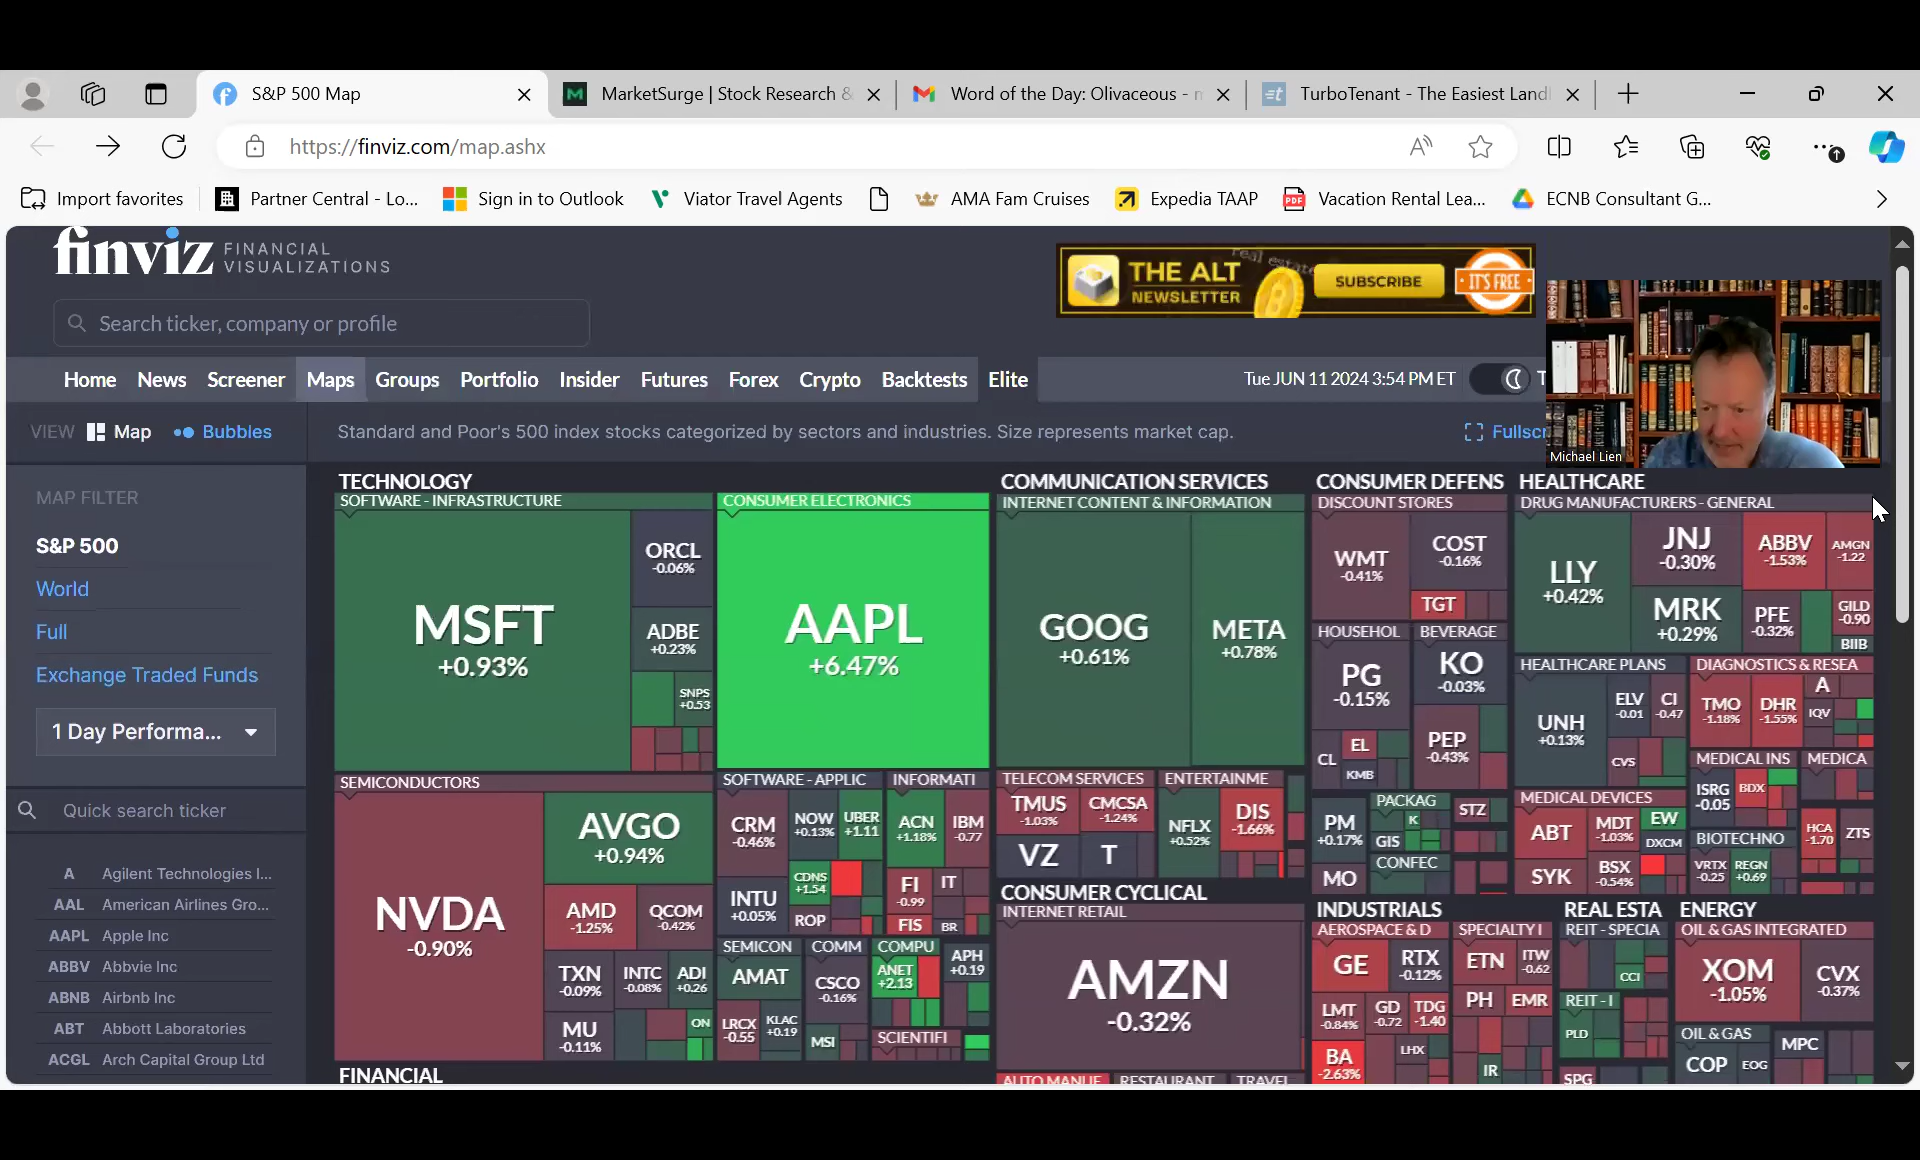 S&P 500 Map
MarketSurge | Stock Research &
Word of the Day: Olivaceous -
TurboTenant - The Easiest Landl
https://finviz.com/map.ashx
Import favorites
Partner Central - Lo...
Sign in to Outlook
Viator Travel Agents
AMA Fam Cruises
Expedia TAAP
Vacation Rental Lea...
ECNB Consultant G...
finviz FINANCIAL VISUALIZATIONS
THE ALT NEWSLETTER
real estate
SUBSCRIBE
IT'S FREE
Search ticker, company or profile
Home News Screener Maps Groups Portfolio Insider Futures Forex Crypto Backtests Elite
Tue JUN 11 2024 3:54 PM ET
Michael Lien
VIEW Map Bubbles
Standard and Poor's 500 index stocks categorized by sectors and industries. Size represents market cap.
Fullscr
MAP FILTER
S&P 500
World
Full
Exchange Traded Funds
1 Day Performa...
Quick search ticker
A Agilent Technologies I...
AAL American Airlines Gro...
AAPL Apple Inc
ABBV Abbvie Inc
ABNB Airbnb Inc
ABT Abbott Laboratories
ACGL Arch Capital Group Ltd
TECHNOLOGY
SOFTWARE - INFRASTRUCTURE
MSFT
+0.93%
ORCL
-0.06%
ADBE
+0.23%
SNPS
+0.53
CONSUMER ELECTRONICS
AAPL
+6.47%
SEMICONDUCTORS
NVDA
-0.90%
AVGO
+0.94%
AMD
-1.25%
QCOM
-0.42%
TXN
-0.09%
INTC
-0.08%
ADI
+0.26
MU
-0.11%
ON
SOFTWARE - APPLIC
CRM
-0.46%
NOW
+0.13%
UBER
+1.11
INTU
+0.05%
CDNS
+1.54
ROP
INFORMATI
ACN
+1.18%
IBM
-0.77
FI
-0.99
IT
FIS
BR
SEMICON
AMAT
LRCX
-0.55
KLAC
+0.19
COMM
CSCO
-0.16%
MSI
COMPU
ANET
+2.13
APH
+0.19
SCIENTIFI
FINANCIAL
COMMUNICATION SERVICES
INTERNET CONTENT & INFORMATION
GOOG
+0.61%
META
+0.78%
TELECOM SERVICES
TMUS
-1.03%
CMCSA
-1.24%
VZ
T
ENTERTAINME
NFLX
+0.52%
DIS
-1.66%
CONSUMER CYCLICAL
INTERNET RETAIL
AMZN
-0.32%
AUTO MANUF
RESTAURANT
TRAVEL
CONSUMER DEFENS
DISCOUNT STORES
WMT
-0.41%
COST
-0.16%
TGT
HOUSEHOL
PG
-0.15%
CL
EL
KMB
BEVERAGE
KO
-0.03%
PEP
-0.43%
PM
+0.17%
MO
PACKAG
K
GIS
CONFEC
STZ
HEALTHCARE
DRUG MANUFACTURERS - GENERAL
LLY
+0.42%
JNJ
-0.30%
ABBV
-1.53%
AMGN
-1.22
MRK
+0.29%
PFE
-0.32%
GILD
-0.90
BIIB
HEALTHCARE PLANS
UNH
+0.13%
ELV
-0.01
CI
-0.47
CVS
DIAGNOSTICS & RESEA
TMO
-1.18%
DHR
-1.55%
A
IQV
MEDICAL INS
ISRG
-0.05
BDX
MEDICA
MEDICAL DEVICES
ABT
MDT
-1.03%
EW
DXCM
SYK
BSX
-0.54%
BIOTECHNO
VRTX
-0.25
REGN
+0.69
HCA
-1.70
ZTS
INDUSTRIALS
AEROSPACE & D
GE
RTX
-0.12%
LMT
-0.84%
GD
-0.72
TDG
-1.40
BA
-2.63%
LHX
SPECIALTY I
ETN
ITW
-0.62
PH
EMR
IR
REAL ESTA
REIT - SPECIA
CCI
REIT - I
PLD
SPG
ENERGY
OIL & GAS INTEGRATED
XOM
-1.05%
CVX
-0.37%
OIL & GAS
COP
EOG
MPC